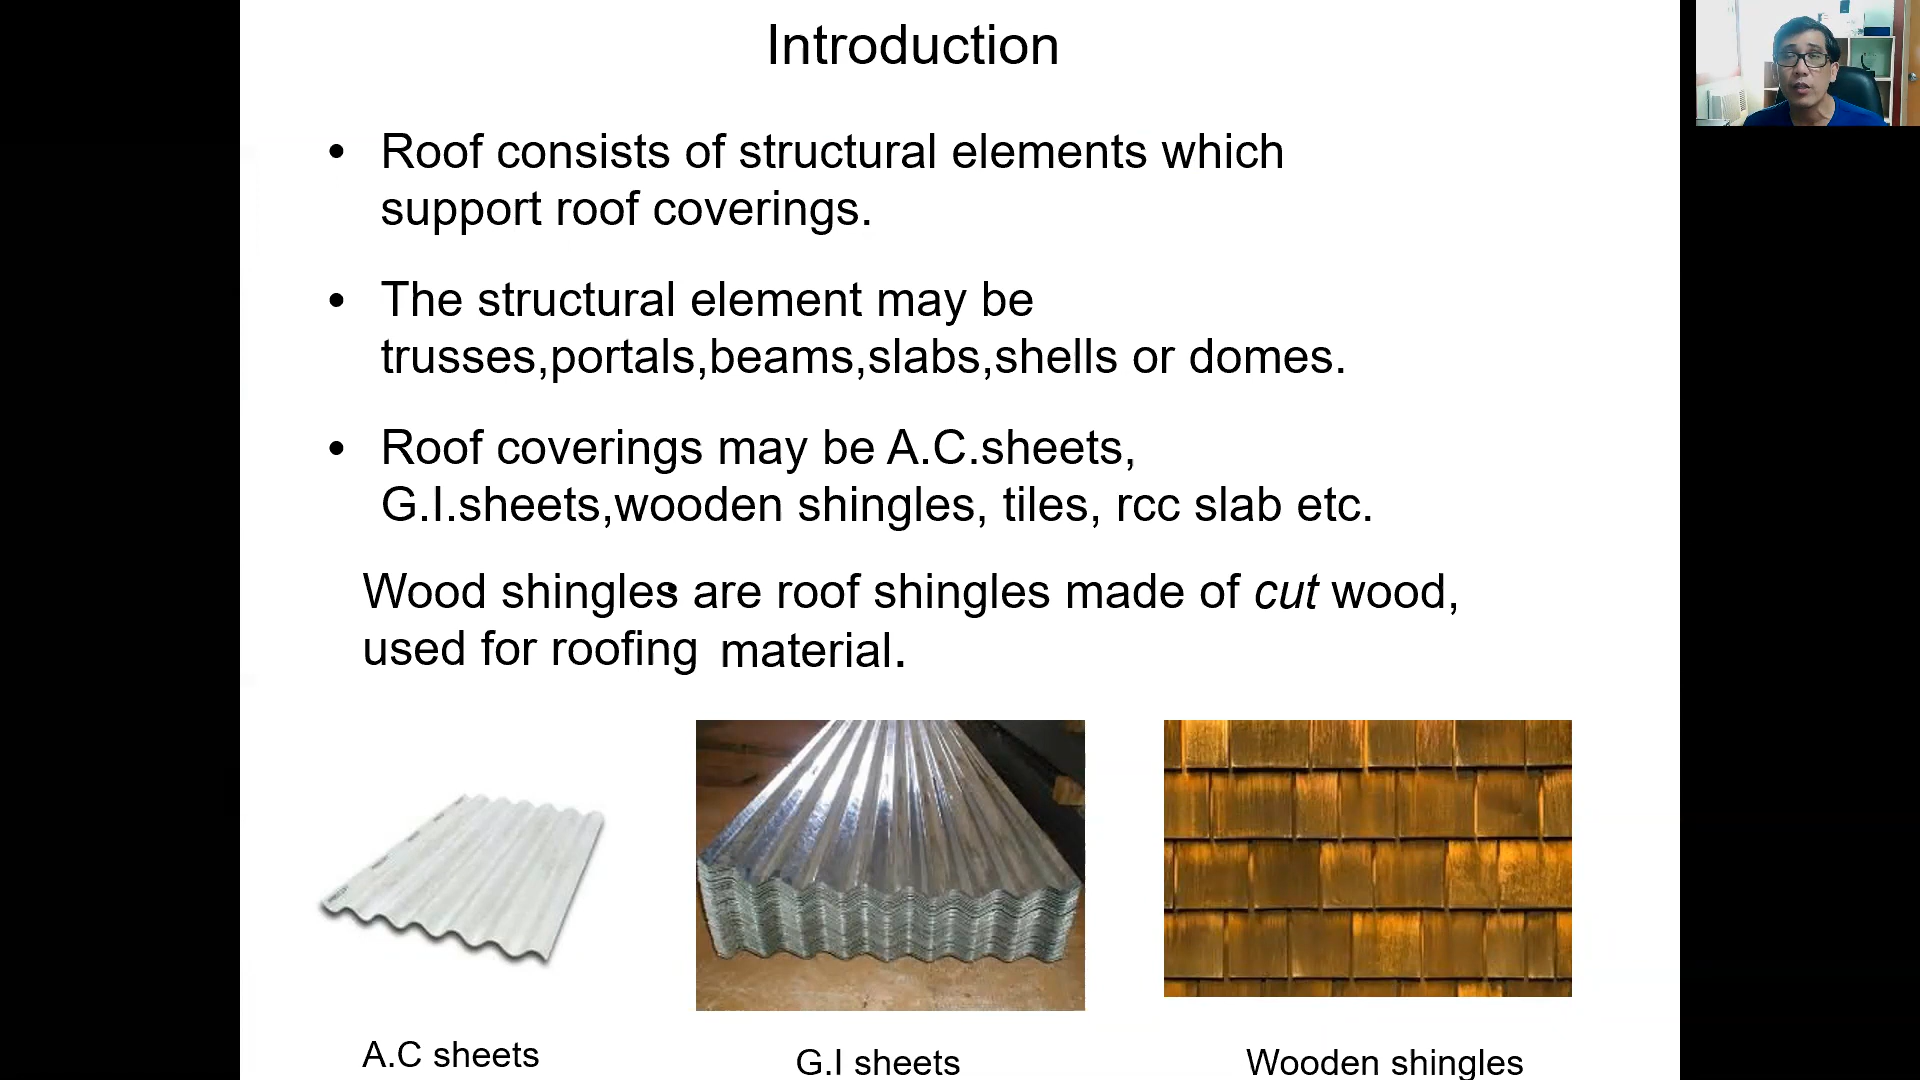 Introduction
• Roof consists of structural elements which
support roof coverings.
• The structural element may be
trusses,portals,beams,slabs,shells or domes.
• Roof coverings may be A.C.sheets,
G.I.sheets,wooden shingles, tiles, rcc slab etc.
Wood shingles are roof shingles made of cut wood,
used for roofing material.
A.C sheets
G.I sheets
Wooden shingles